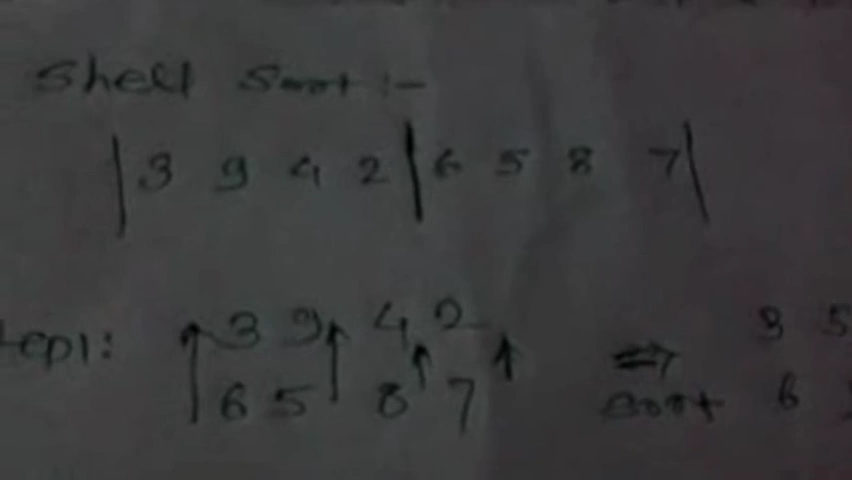 Shell Sort :-
3 9 4 2 6 5 8 7
tep1: 3 9 4 2 3 5
6 5 8 7 ⇒ Sort 6